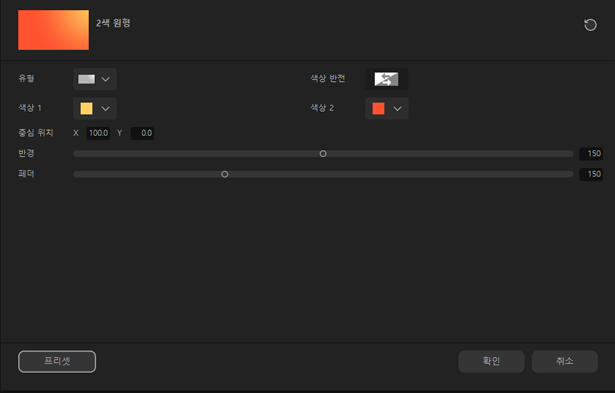 2색 원형
유형 색상 반전
색상 1 색상 2
중심 위치 X 100.0 Y 0.0
반경 150
페더 150
프리셋 확인 취소